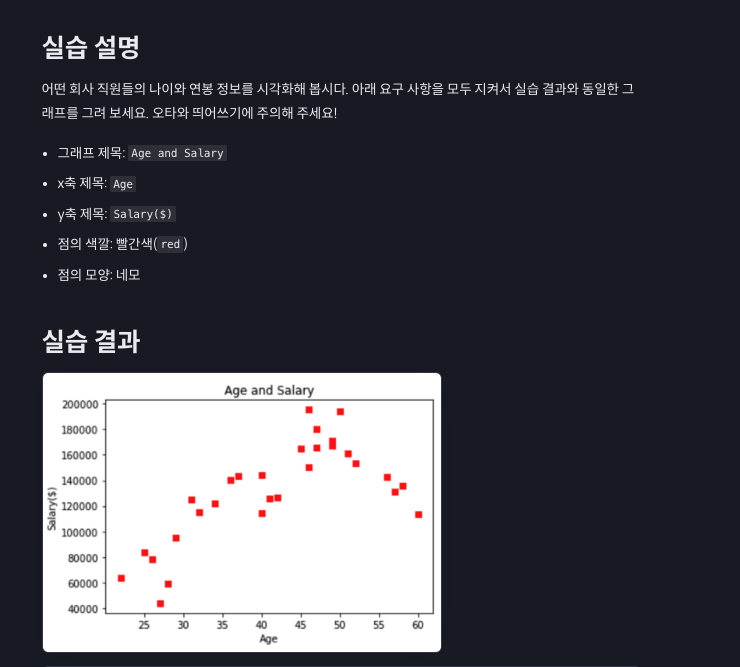 실습 설명
어떤 회사 직원들의 나이와 연봉 정보를 시각화해 봅시다. 아래 요구 사항을 모두 지켜서 실습 결과와 동일한 그
래프를 그려 보세요. 오타와 띄어쓰기에 주의해 주세요!
• 그래프 제목: Age and Salary
• x축 제목: Age
• y축 제목: Salary($)
• 점의 색깔: 빨간색( red )
• 점의 모양: 네모
실습 결과
Age and Salary
200000
180000
160000
140000
120000
100000
80000
60000
40000
Salary($)
25 30 35 40 45 50 55 60
Age